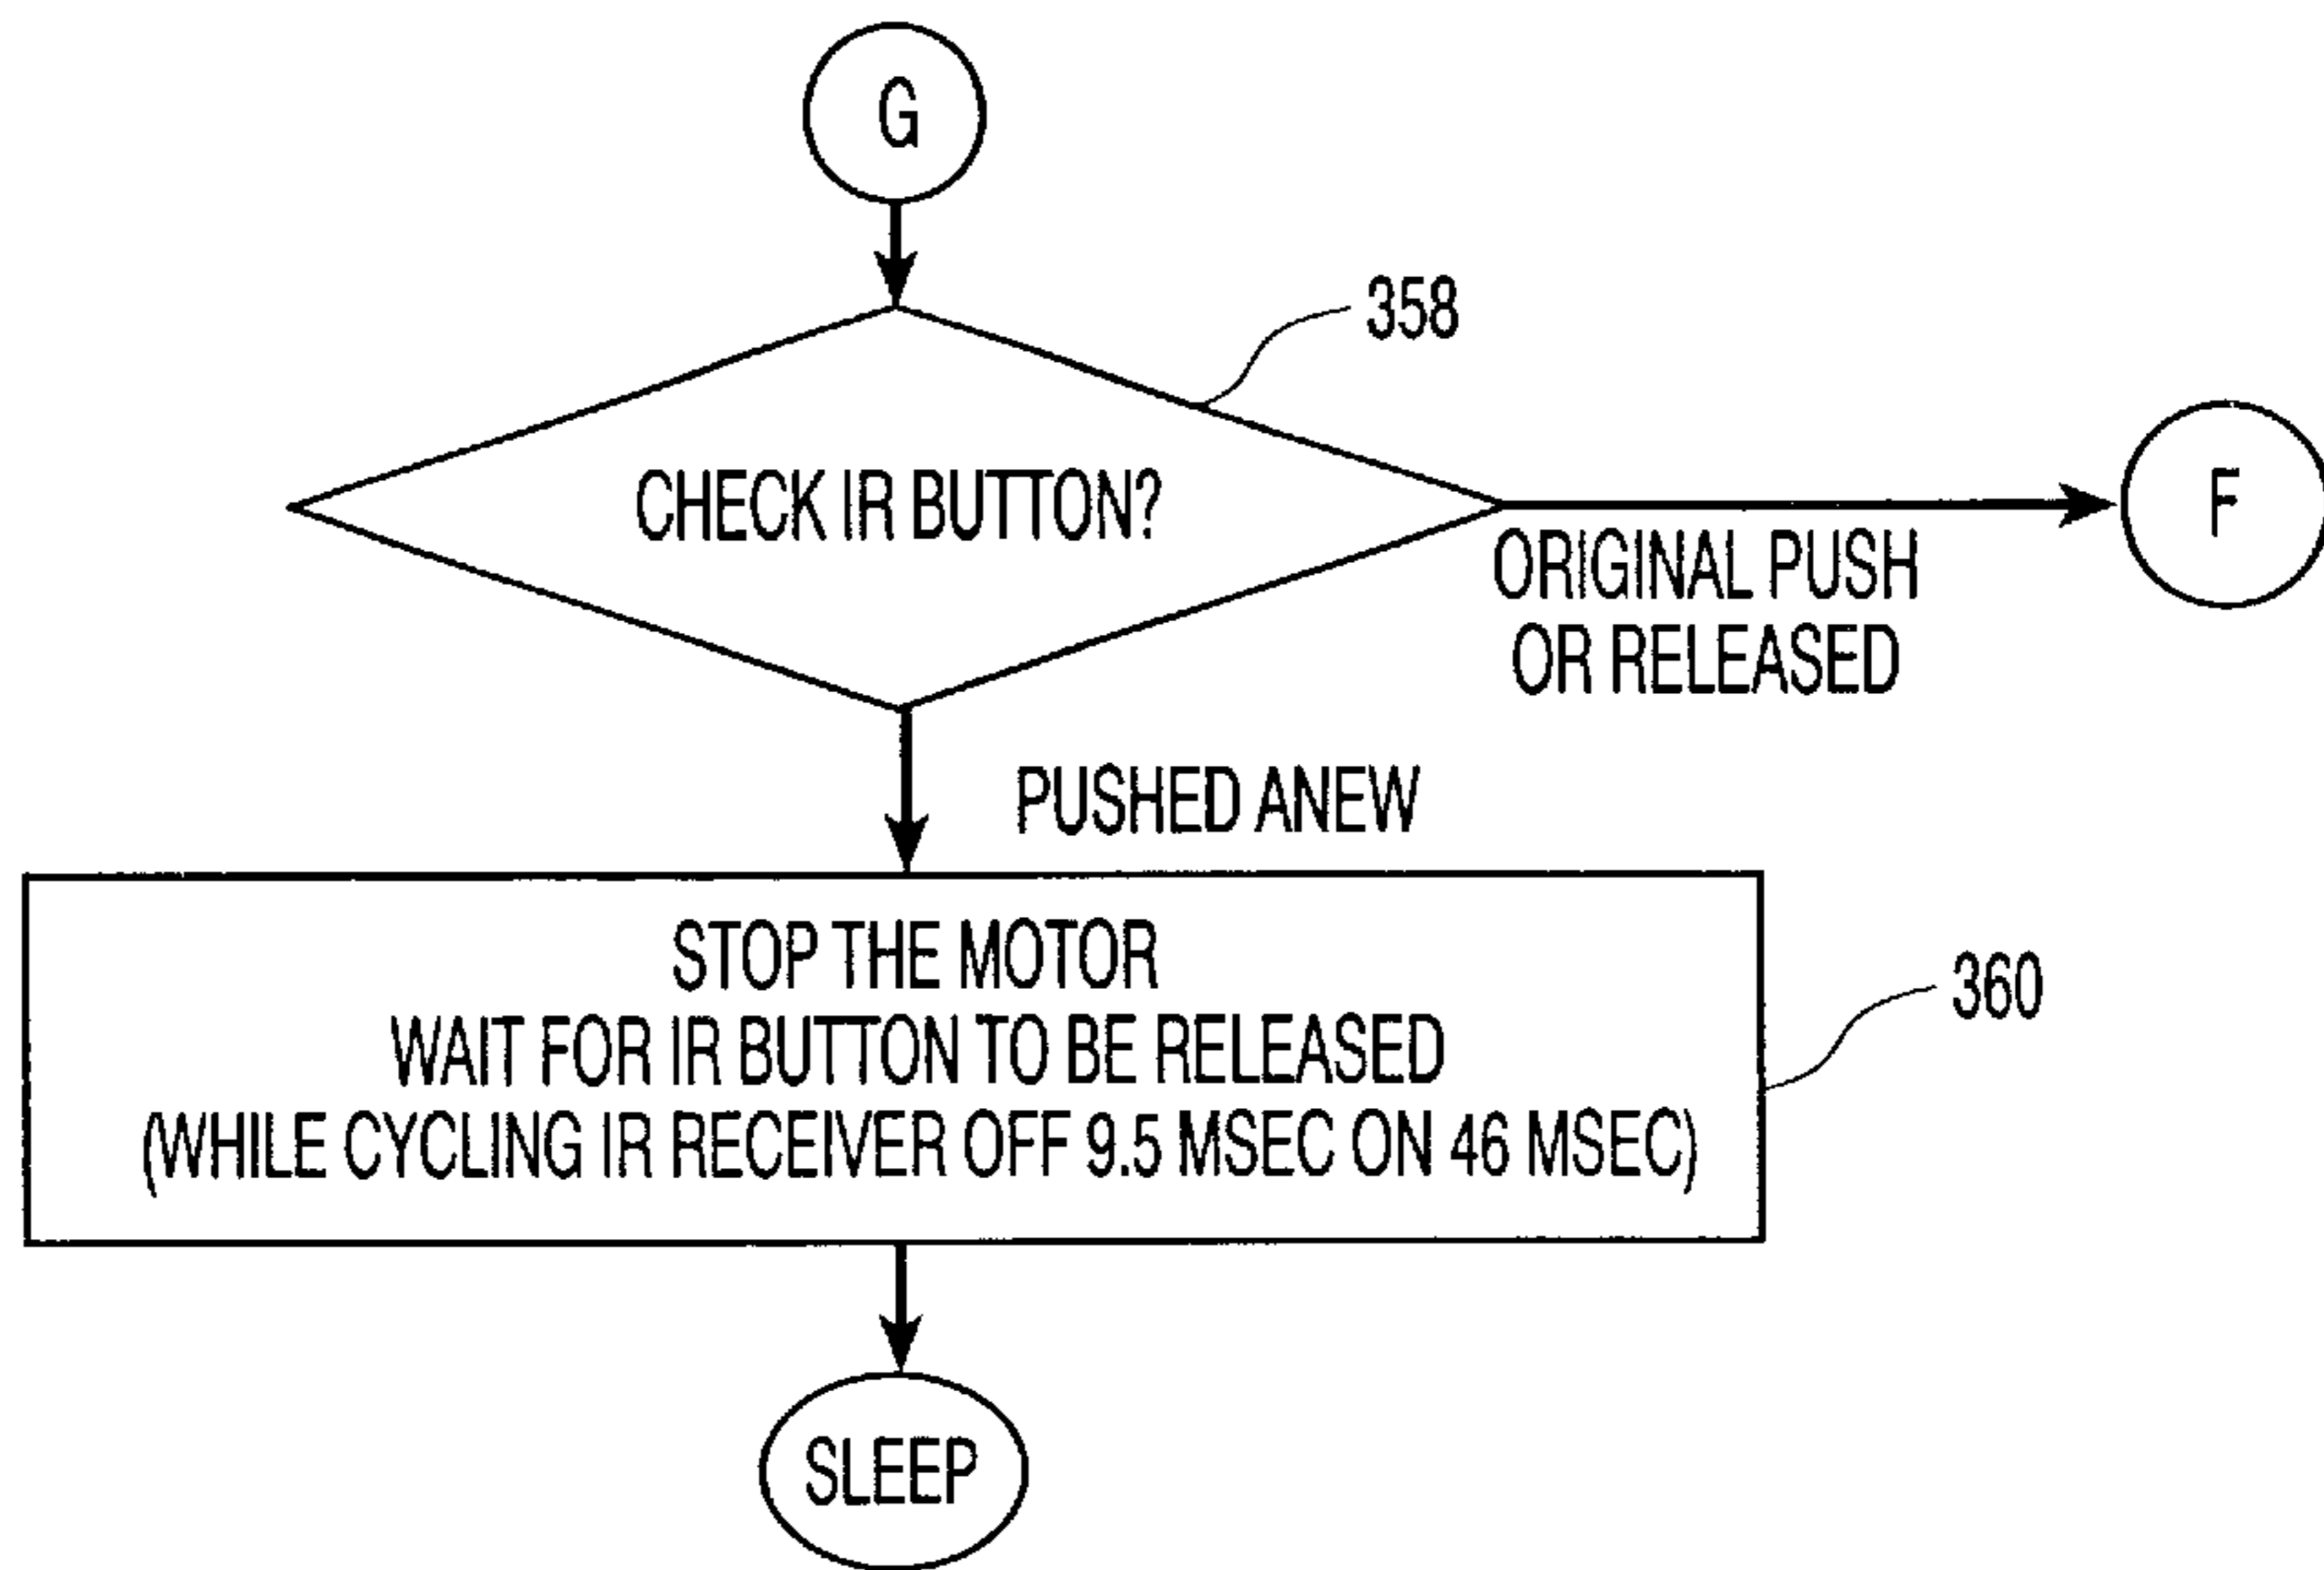 G
358
CHECK IR BUTTON?
F
ORIGINAL PUSH
OR RELEASED
PUSHED ANEW
STOP THE MOTOR
WAIT FOR IR BUTTON TO BE RELEASED
(WHILE CYCLING IR RECEIVER OFF 9.5 MSEC ON 46 MSEC)
360
SLEEP